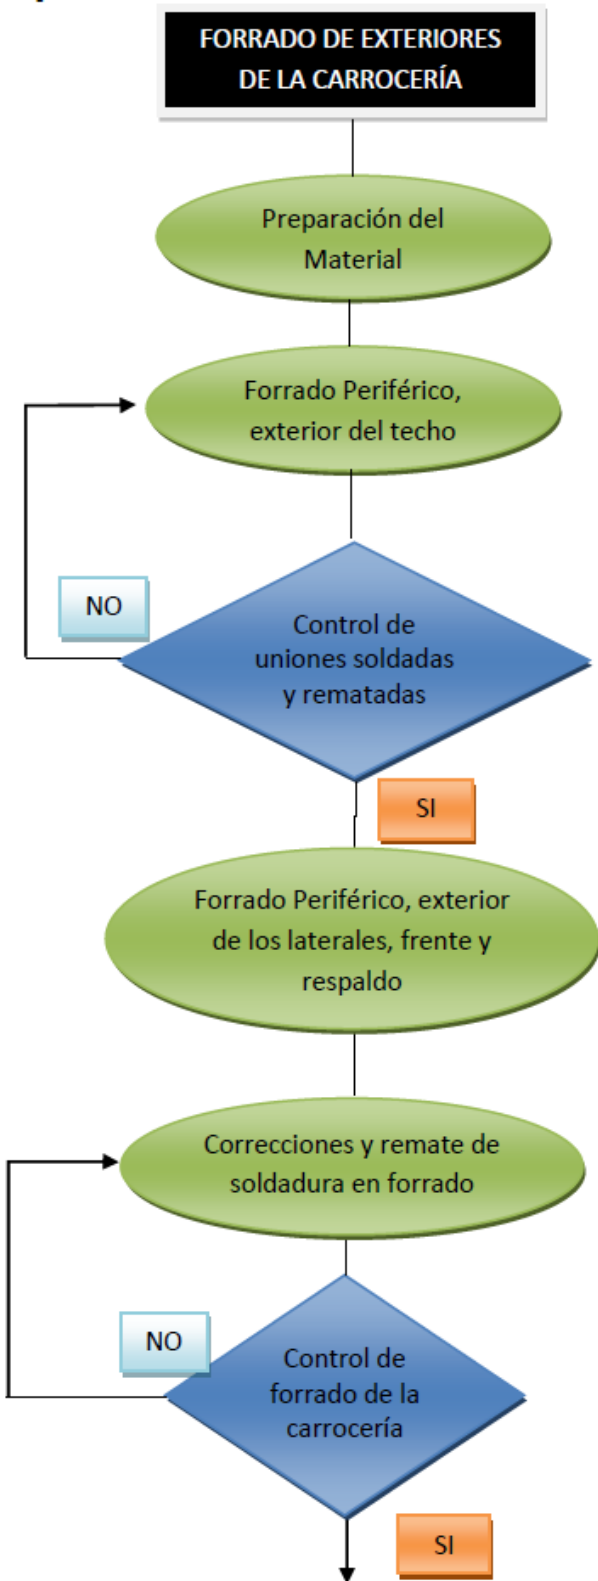 FORRADO DE EXTERIORES
DE LA CARROCERÍA
Preparación del
Material
Forrado Periférico,
exterior del techo
NO
Control de
uniones soldadas
y rematadas
SI
Forrado Periférico, exterior
de los laterales, frente y
respaldo
Correcciones y remate de
soldadura en forrado
NO
Control de
forrado de la
carrocería
SI